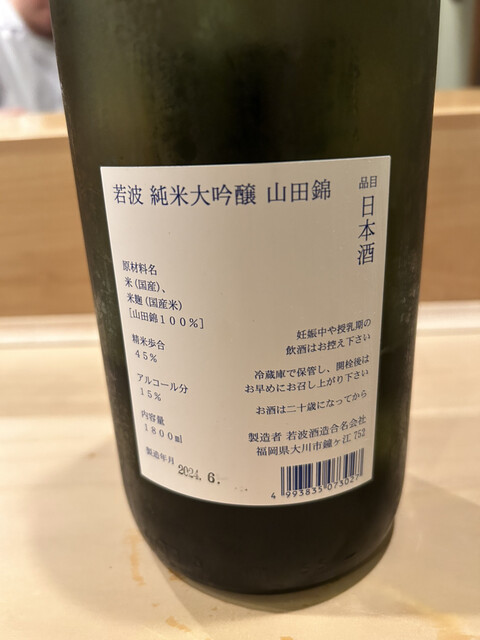 若波 純米大吟醸 山田錦
品目 日本酒
原材料名
米(国産)、
米麹(国産米)
[山田錦100%]
精米歩合
45%
アルコール分
15%
内容量
1800ml
製造年月 2024. 6.
妊娠中や授乳期の
飲酒はお控え下さい
冷蔵庫で保管し、開栓後は
お早めにお召し上がり下さい
お酒は二十歳になってから
製造者 若波酒造合名会社
福岡県大川市鐘ヶ江752
4 993835 073027